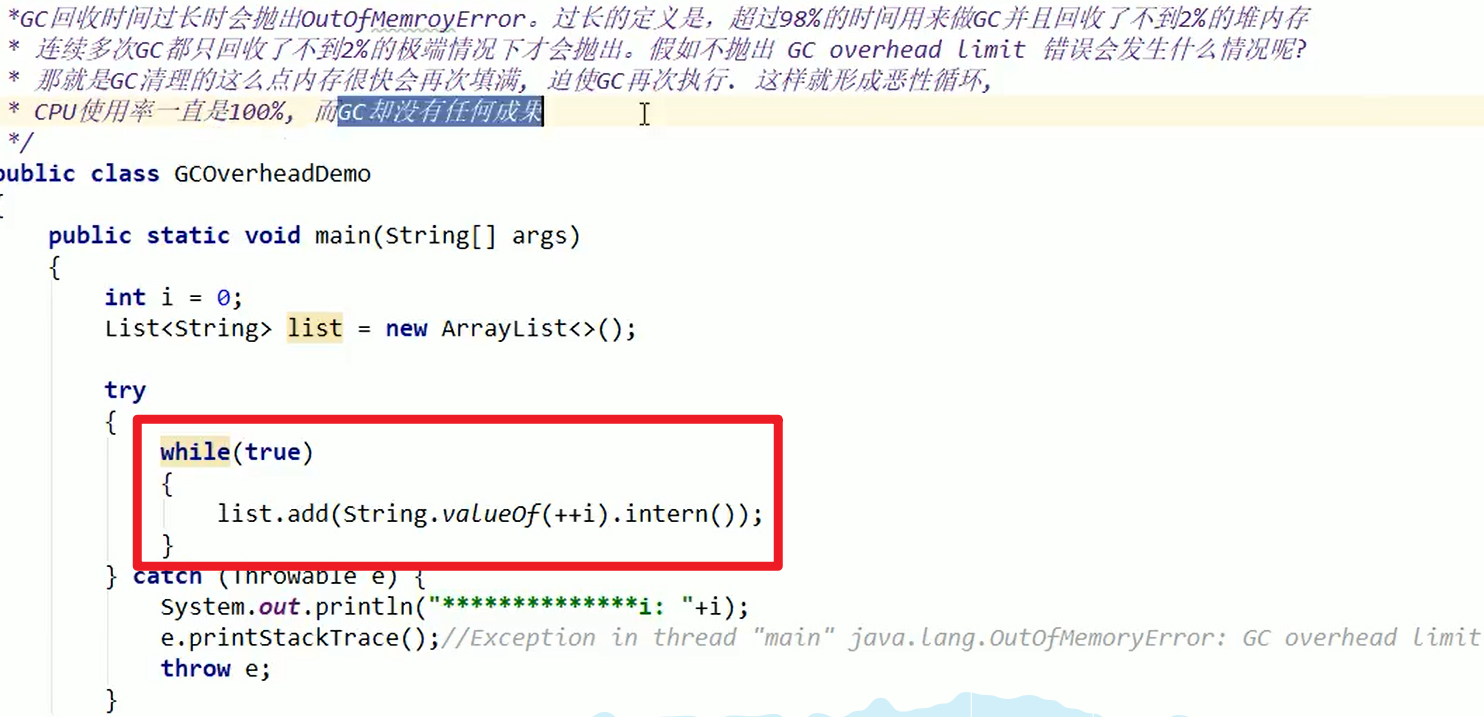 *GC回收时间过长时会抛出OutOfMemroyError。过长的定义是，超过98%的时间用来做GC并且回收了不到2%的堆内存
* 连续多次GC都只回收了不到2%的极端情况下才会抛出。假如不抛出 GC overhead limit 错误会发生什么情况呢?
* 那就是GC清理的这么点内存很快会再次填满, 迫使GC再次执行. 这样就形成恶性循环,
* CPU使用率一直是100%, 而GC却没有任何成果
*/
public class GCOverheadDemo
{
public static void main(String[] args)
{
int i = 0;
List<String> list = new ArrayList<>();
try
{
while(true)
{
list.add(String.valueOf(++i).intern());
}
} catch (Throwable e) {
System.out.println("**************i: "+i);
e.printStackTrace();//Exception in thread "main" java.lang.OutOfMemoryError: GC overhead limit
throw e;
}